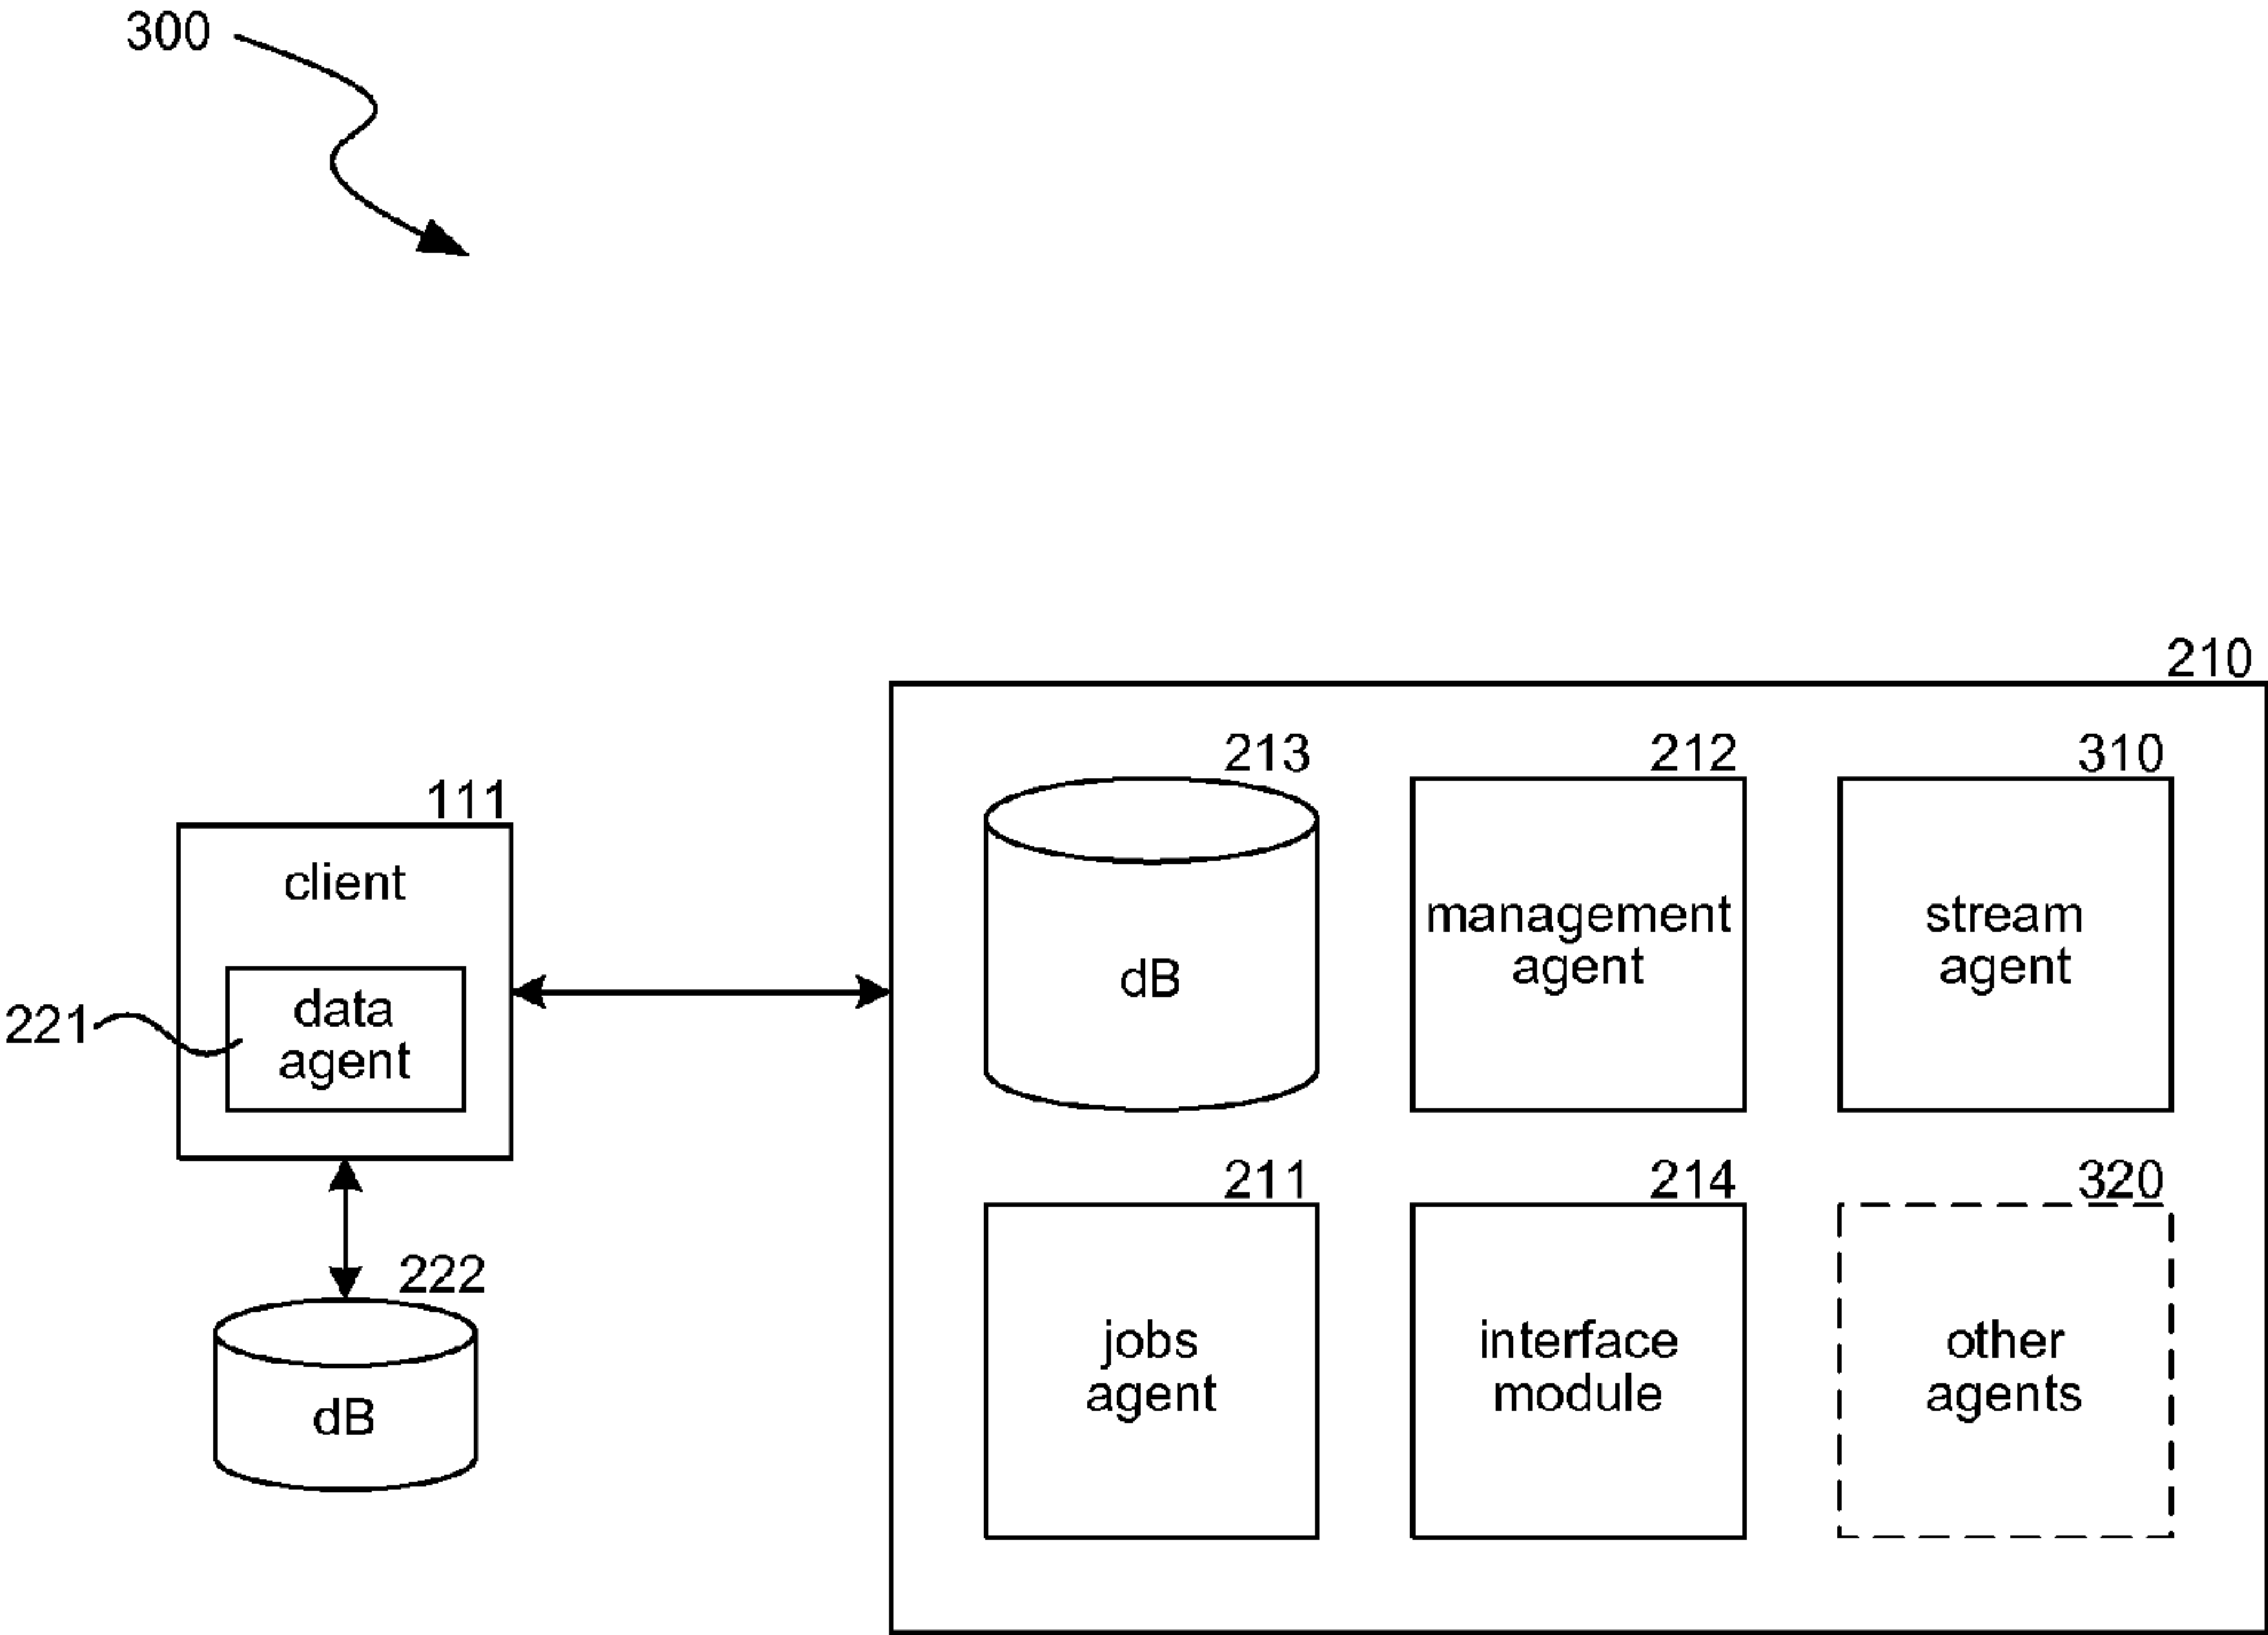 300
210
213
212
310
111
client
management
agent
stream
agent
dB
data
agent
221
211
214
320
222
jobs
agent
interface
module
other
agents
dB